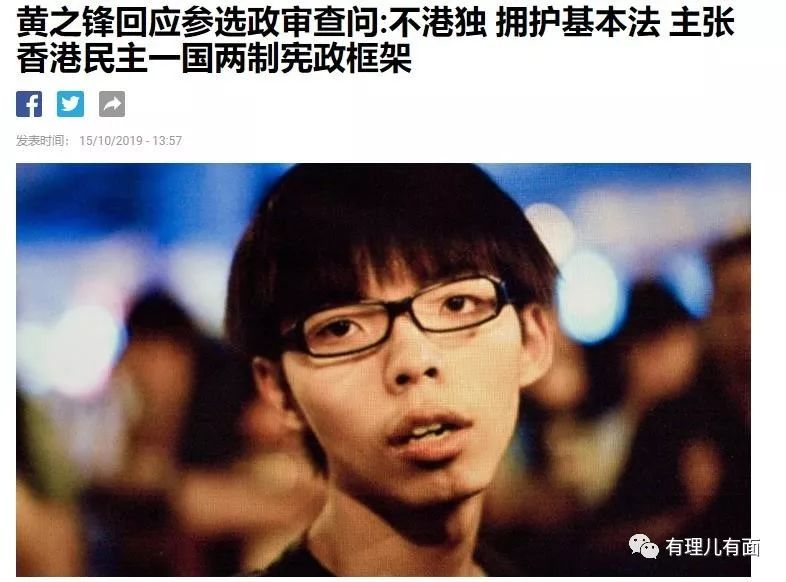 黄之锋回应参选政审查问:不港独 拥护基本法 主张
香港民主一国两制宪政框架
发表时间： 15/10/2019 - 13:57
有理儿有面